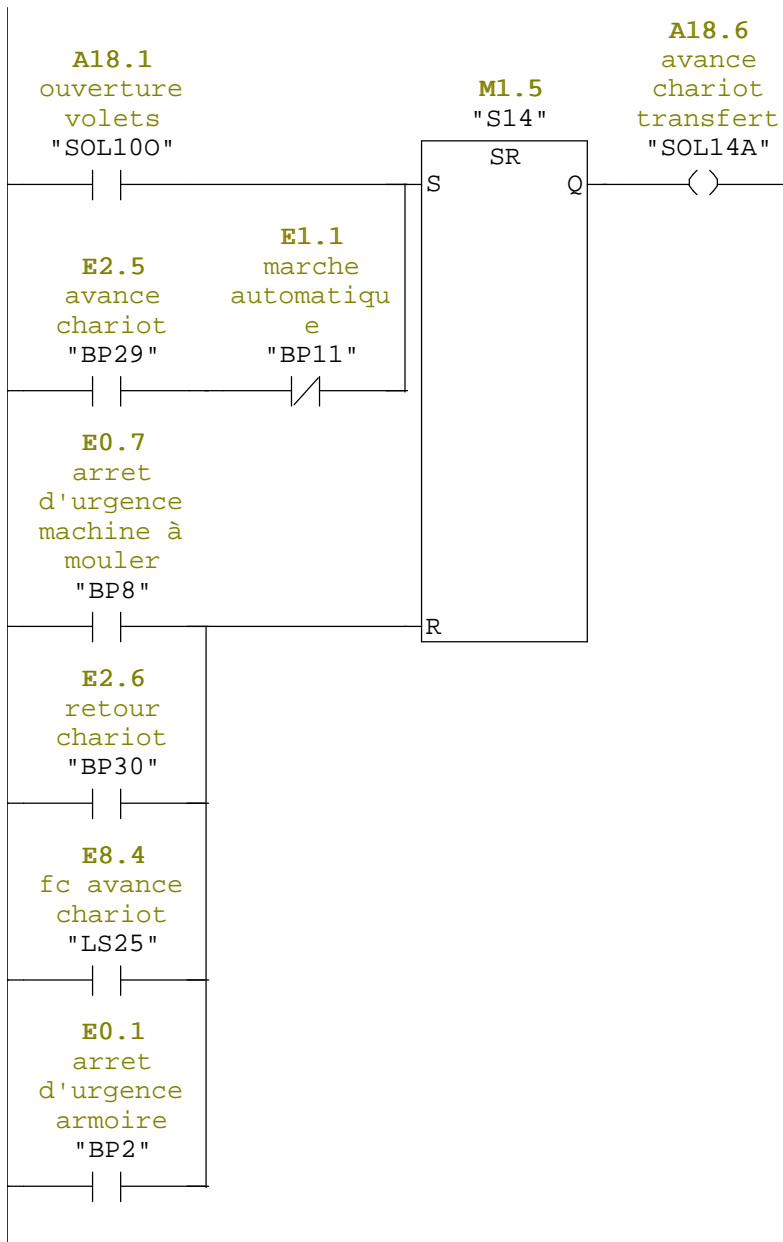 A18.1
ouverture
volets
"SOL10O"
M1.5
"S14"
A18.6
avance
chariot
transfert
"SOL14A"
SR
S
Q
E2.5
avance
chariot
"BP29"
E1.1
marche
automatiqu
e
"BP11"
E0.7
arret
d'urgence
machine à
mouler
"BP8"
R
E2.6
retour
chariot
"BP30"
E8.4
fc avance
chariot
"LS25"
E0.1
arret
d'urgence
armoire
"BP2"